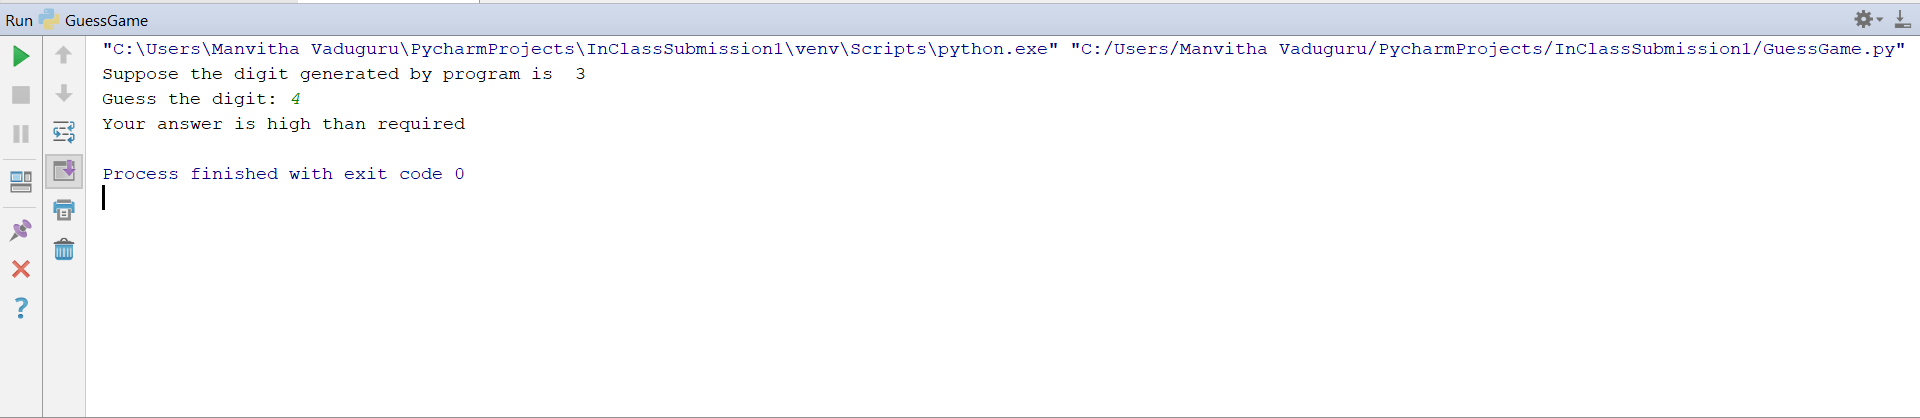 Run GuessGame
"C:\Users\Manvitha Vaduguru\PycharmProjects\InClassSubmission1\venv\Scripts\python.exe" "C:/Users/Manvitha Vaduguru/PycharmProjects/InClassSubmission1/GuessGame.py"
Suppose the digit generated by program is  3
Guess the digit: 4
Your answer is high than required
Process finished with exit code 0